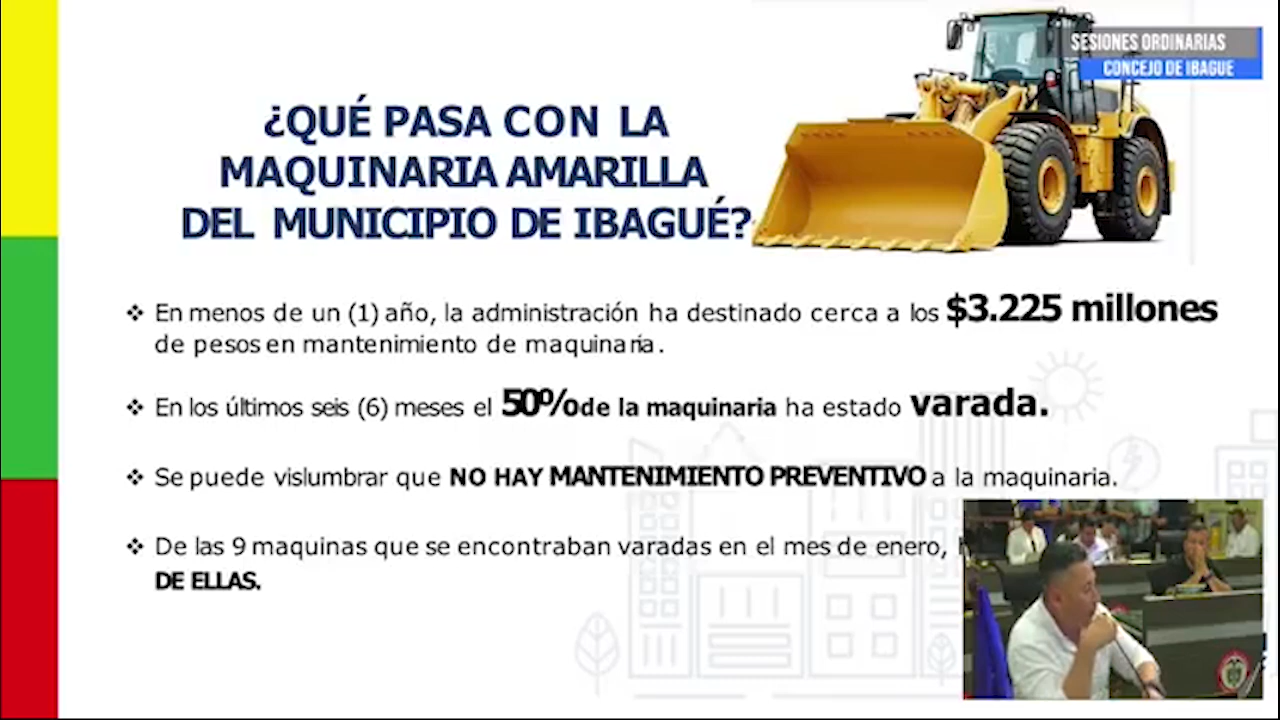 SESIONES ORDINARIAS
CONCEJO DE IBAGUE
¿QUÉ PASA CON LA
MAQUINARIA AMARILLA
DEL MUNICIPIO DE IBAGUÉ?
❖ En menos de un (1) año, la administración ha destinado cerca a los $3.225 millones
de pesos en mantenimiento de maquinaria.
❖ En los últimos seis (6) meses el 50% de la maquinaria ha estado varada.
❖ Se puede vislumbrar que NO HAY MANTENIMIENTO PREVENTIVO a la maquinaria.
❖ De las 9 maquinas que se encontraban varadas en el mes de enero,
DE ELLAS.